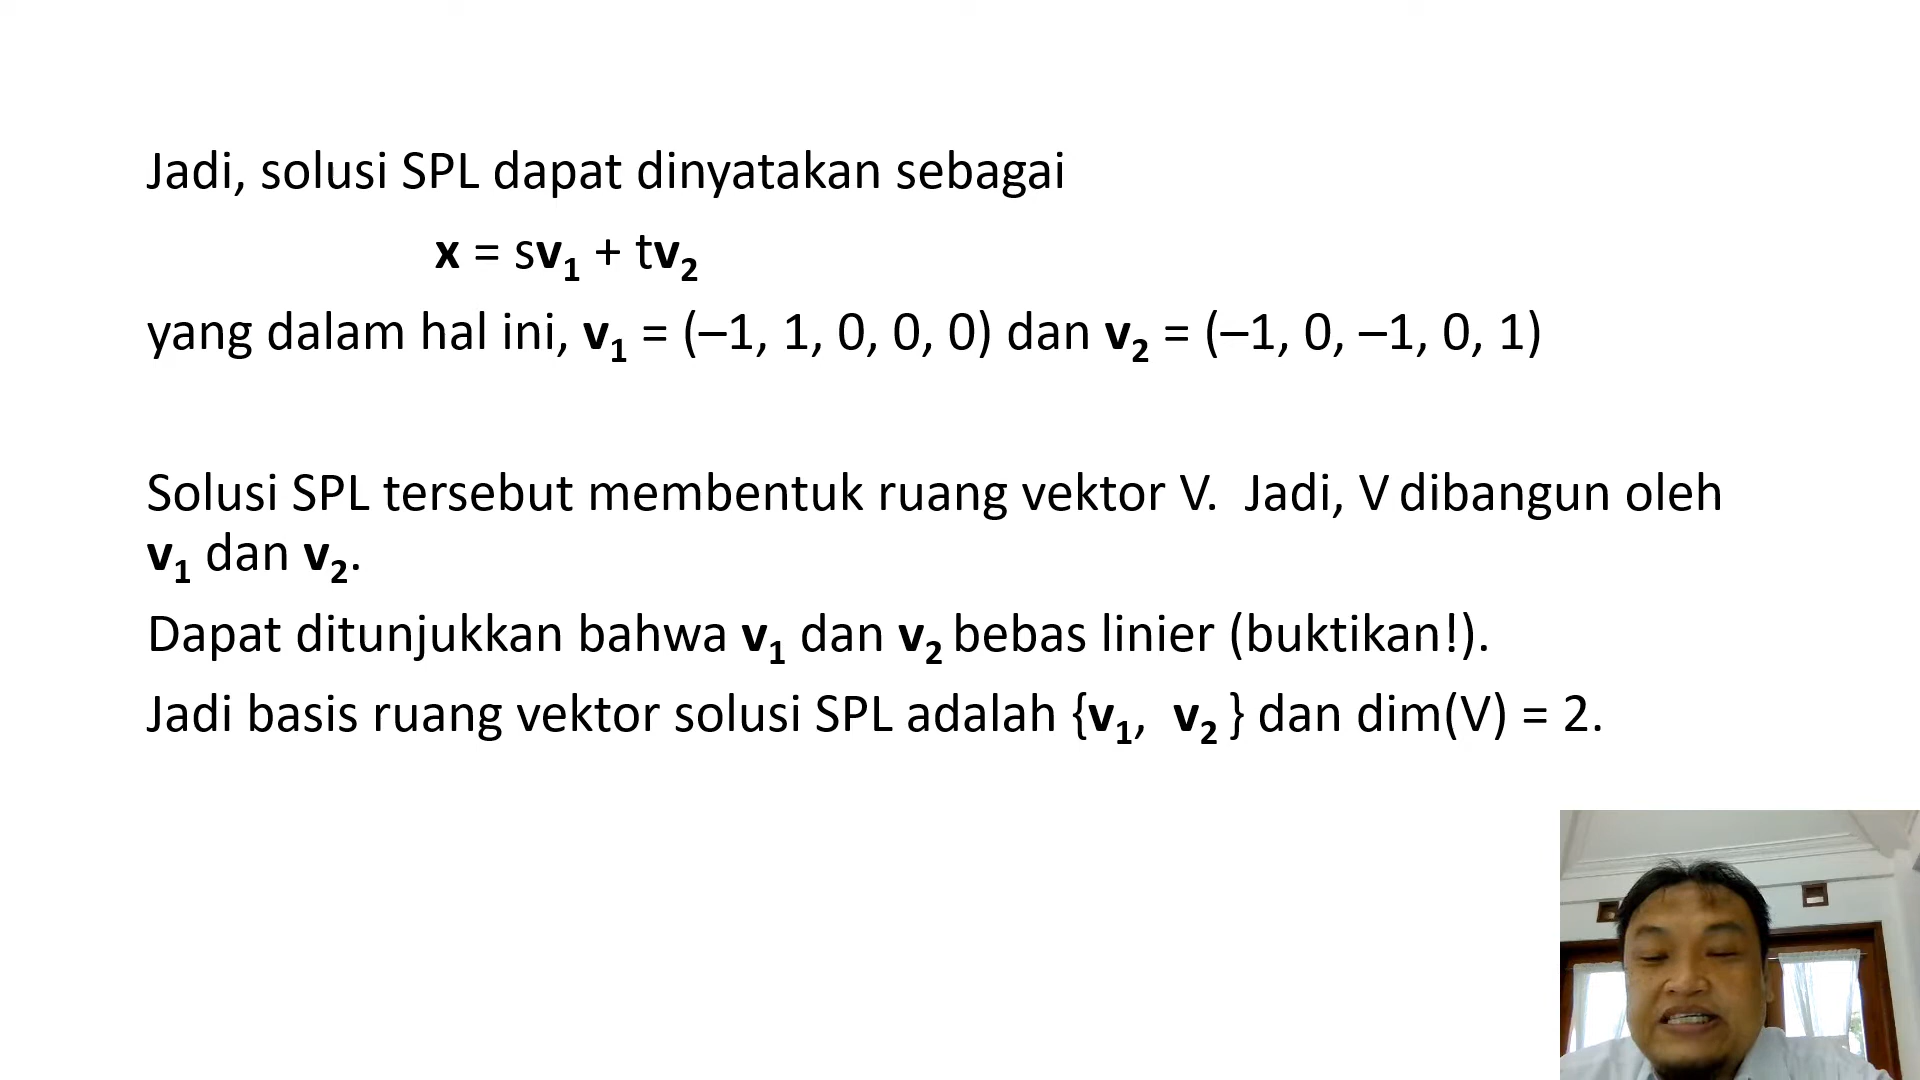 Jadi, solusi SPL dapat dinyatakan sebagai
x = sv₁ + tv₂
yang dalam hal ini, v₁ = (–1, 1, 0, 0, 0) dan v₂ = (–1, 0, –1, 0, 1)
Solusi SPL tersebut membentuk ruang vektor V. Jadi, V dibangun oleh
v₁ dan v₂.
Dapat ditunjukkan bahwa v₁ dan v₂ bebas linier (buktikan!).
Jadi basis ruang vektor solusi SPL adalah {v₁, v₂ } dan dim(V) = 2.